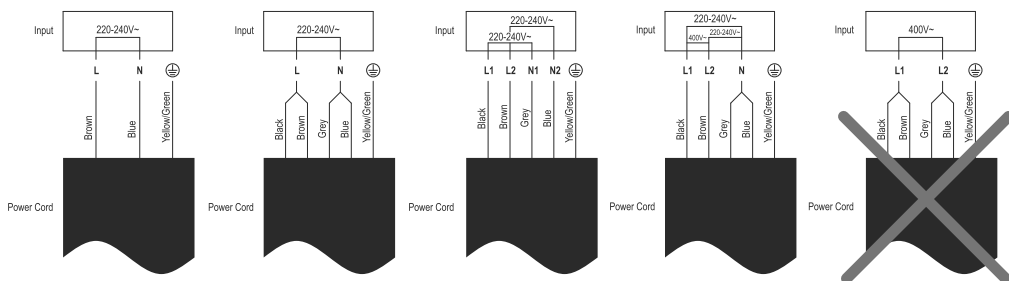 Input
220-240V~
L N
Brown
Blue
Yellow/Green
Power Cord
Input
220-240V~
L N
Black
Brown
Grey
Blue
Yellow/Green
Power Cord
Input
220-240V~
220-240V~
L1 L2 N1 N2
Black
Brown
Grey
Blue
Yellow/Green
Power Cord
Input
220-240V~
400V~ 220-240V~
L1 L2 N
Black
Brown
Grey
Blue
Yellow/Green
Power Cord
Input
400V~
L1 L2
Black
Brown
Grey
Blue
Yellow/Green
Power Cord